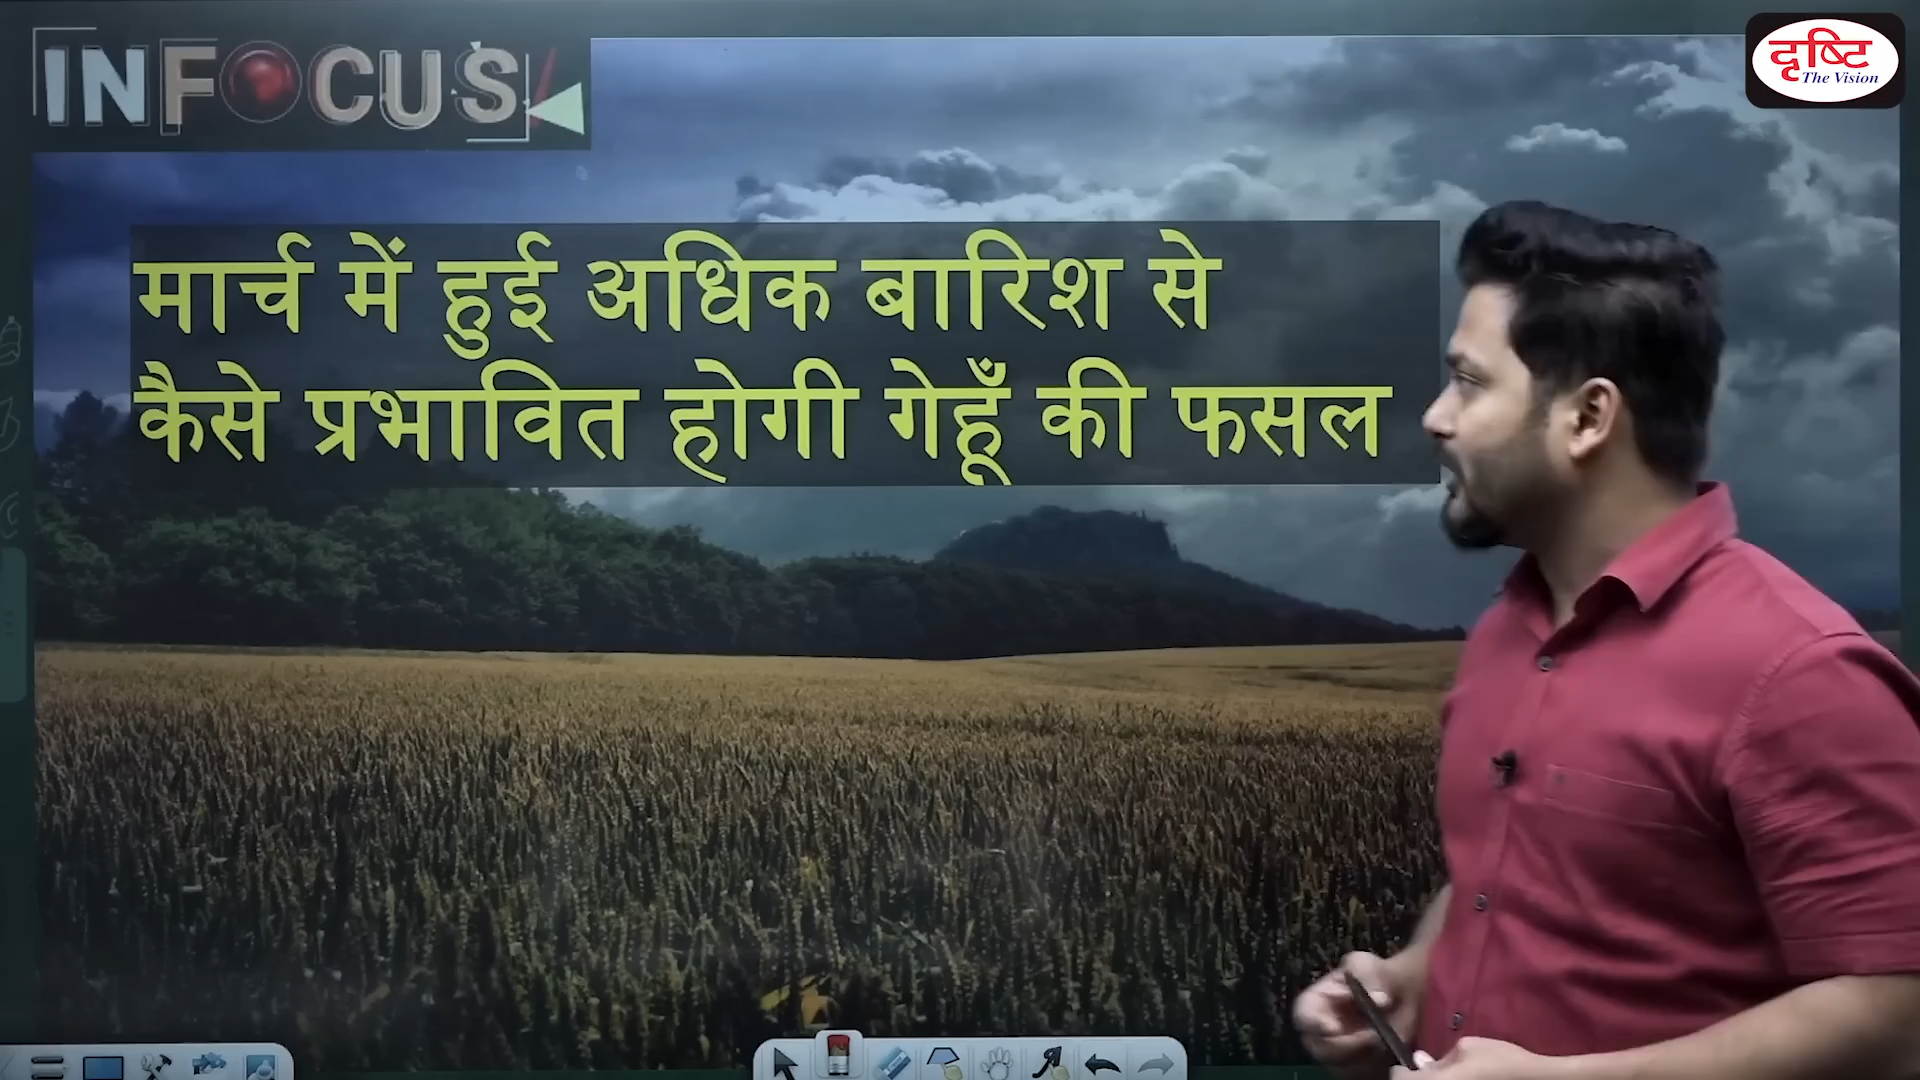 INFOCUS
दृष्टि
The Vision
मार्च में हुई अधिक बारिश से
कैसे प्रभावित होगी गेहूँ की फसल